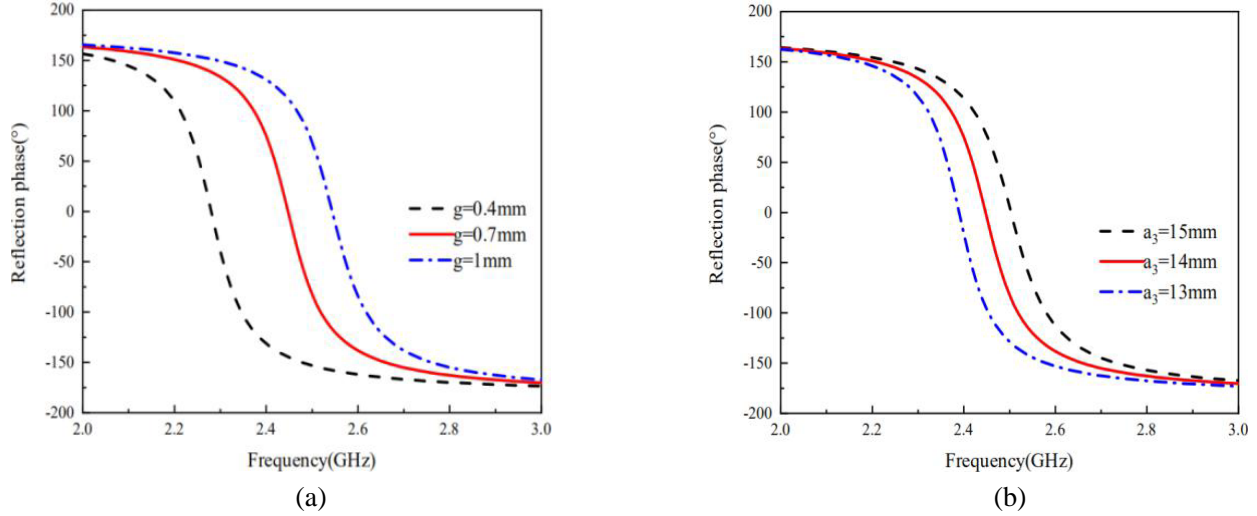 200
150
100
50
0
-50
-100
-150
-200
Reflection phase(°)
g=0.4mm
g=0.7mm
g=1mm
2.0 2.2 2.4 2.6 2.8 3.0
Frequency(GHz)
(a)
200
150
100
50
0
-50
-100
-150
-200
Reflection phase(°)
a3=15mm
a3=14mm
a3=13mm
2.0 2.2 2.4 2.6 2.8 3.0
Frequency(GHz)
(b)